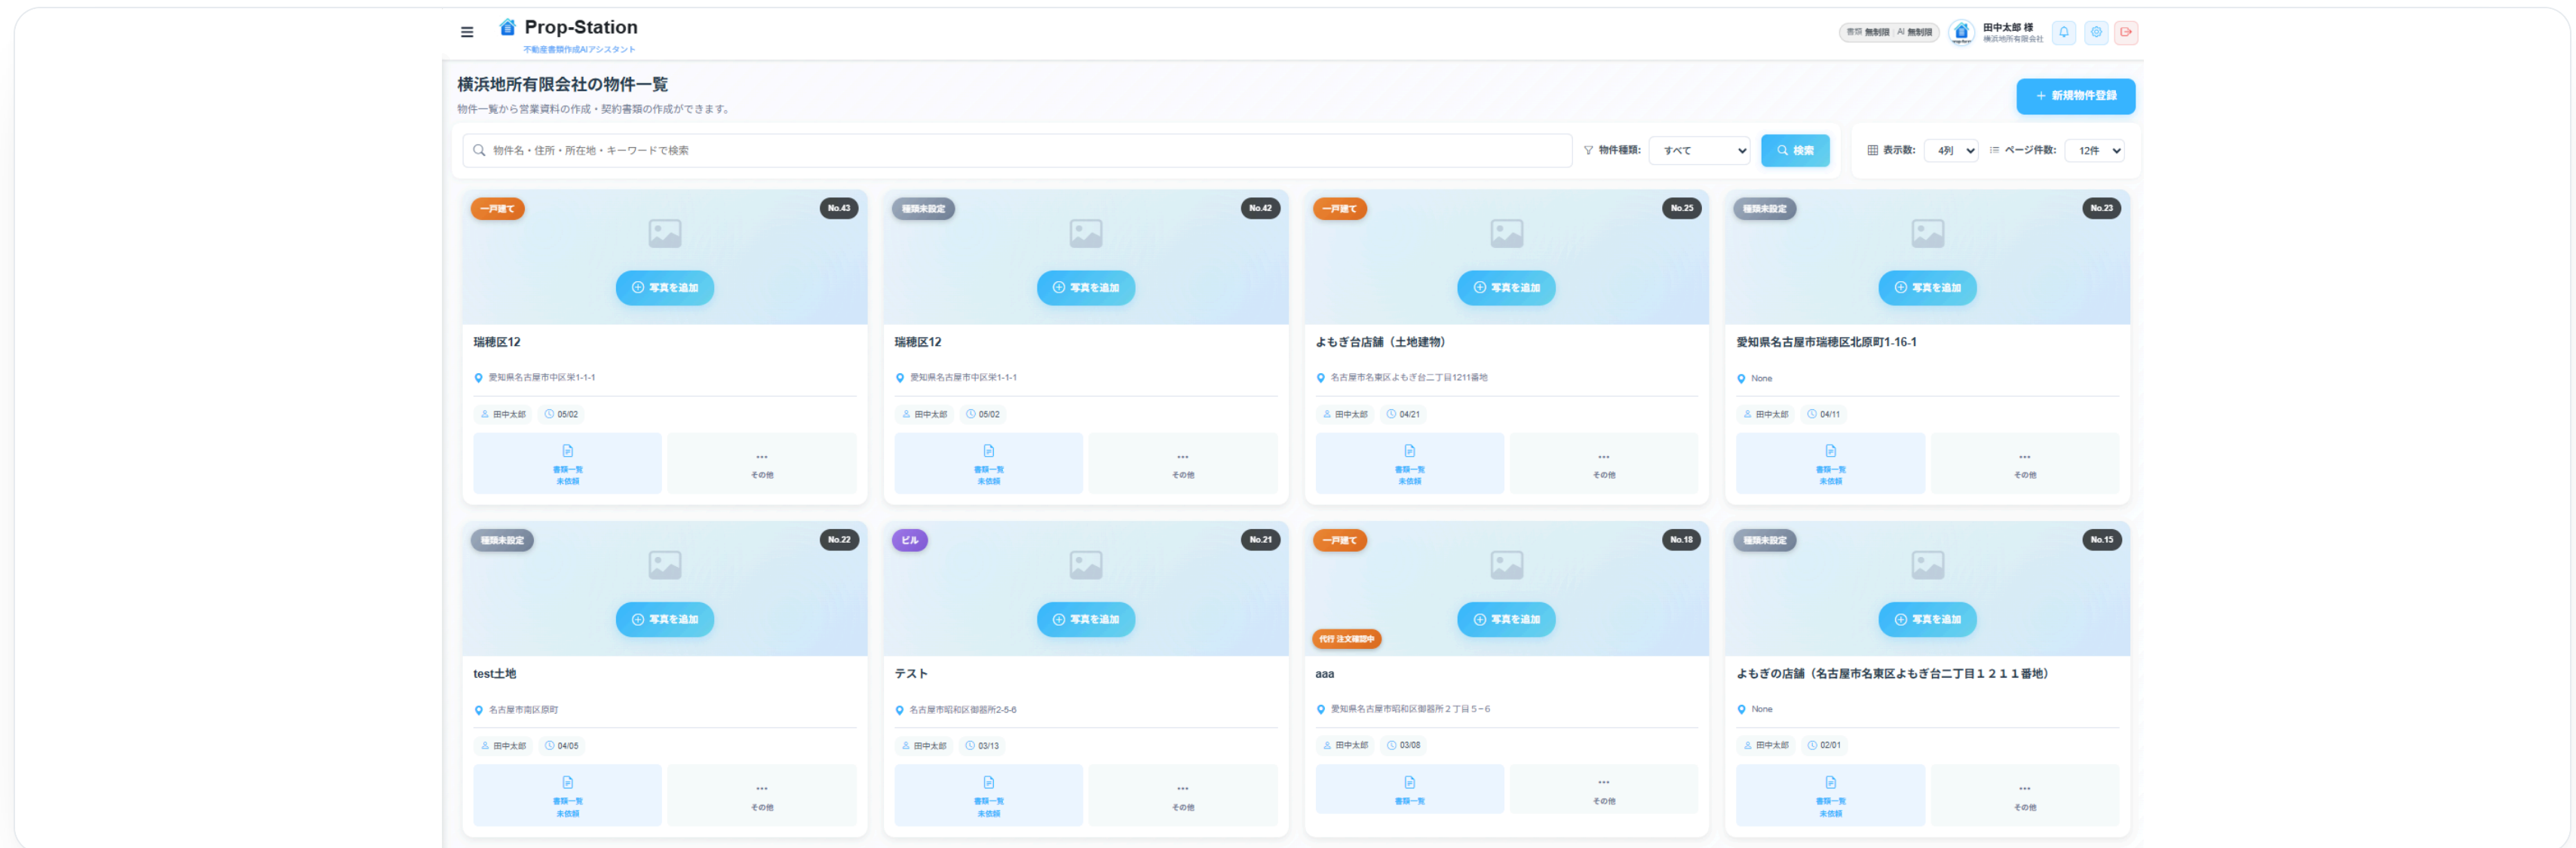 Prop-Station
不動産書類作成AIアシスタント
書類 無制限 AI 無制限
田中太郎 様
横浜地所有限会社
横浜地所有限会社の物件一覧
物件一覧から営業資料の作成・契約書類の作成ができます。
+ 新規物件登録
物件名・住所・所在地・キーワードで検索
物件種類: すべて
検索
表示数: 4列
ページ件数: 12件
一戸建て
No.43
写真を追加
瑞穂区12
愛知県名古屋市中区栄1-1-1
田中太郎 05/02
書類一覧
未依頼
その他
種類未設定
No.42
写真を追加
瑞穂区12
愛知県名古屋市中区栄1-1-1
田中太郎 05/02
書類一覧
未依頼
その他
一戸建て
No.25
写真を追加
よもぎ台店舗（土地建物）
名古屋市名東区よもぎ台二丁目1211番地
田中太郎 04/21
書類一覧
未依頼
その他
種類未設定
No.23
写真を追加
愛知県名古屋市瑞穂区北原町1-16-1
None
田中太郎 04/11
書類一覧
未依頼
その他
種類未設定
No.22
写真を追加
test土地
名古屋市南区原町
田中太郎 04/05
書類一覧
未依頼
その他
ビル
No.21
写真を追加
テスト
名古屋市昭和区御器所2-5-6
田中太郎 03/13
書類一覧
未依頼
その他
一戸建て
No.18
写真を追加
代行 注文確認中
aaa
愛知県名古屋市昭和区御器所２丁目５−６
田中太郎 03/08
書類一覧
その他
種類未設定
No.15
写真を追加
よもぎの店舗（名古屋市名東区よもぎ台二丁目１２１１番地）
None
田中太郎 02/01
書類一覧
未依頼
その他